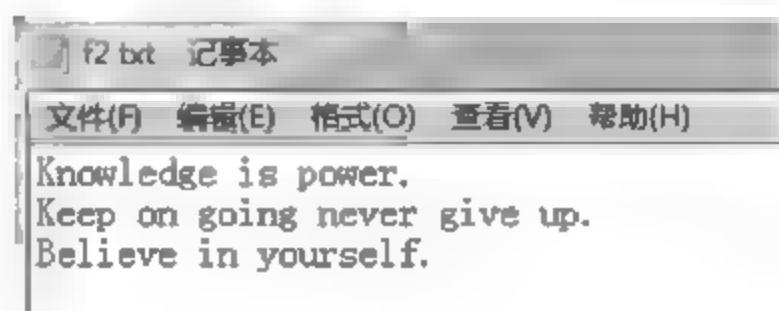 f2 txt 记事本
文件(F) 编辑(E) 格式(O) 查看(V) 帮助(H)
Knowledge is power.
Keep on going never give up.
Believe in yourself.